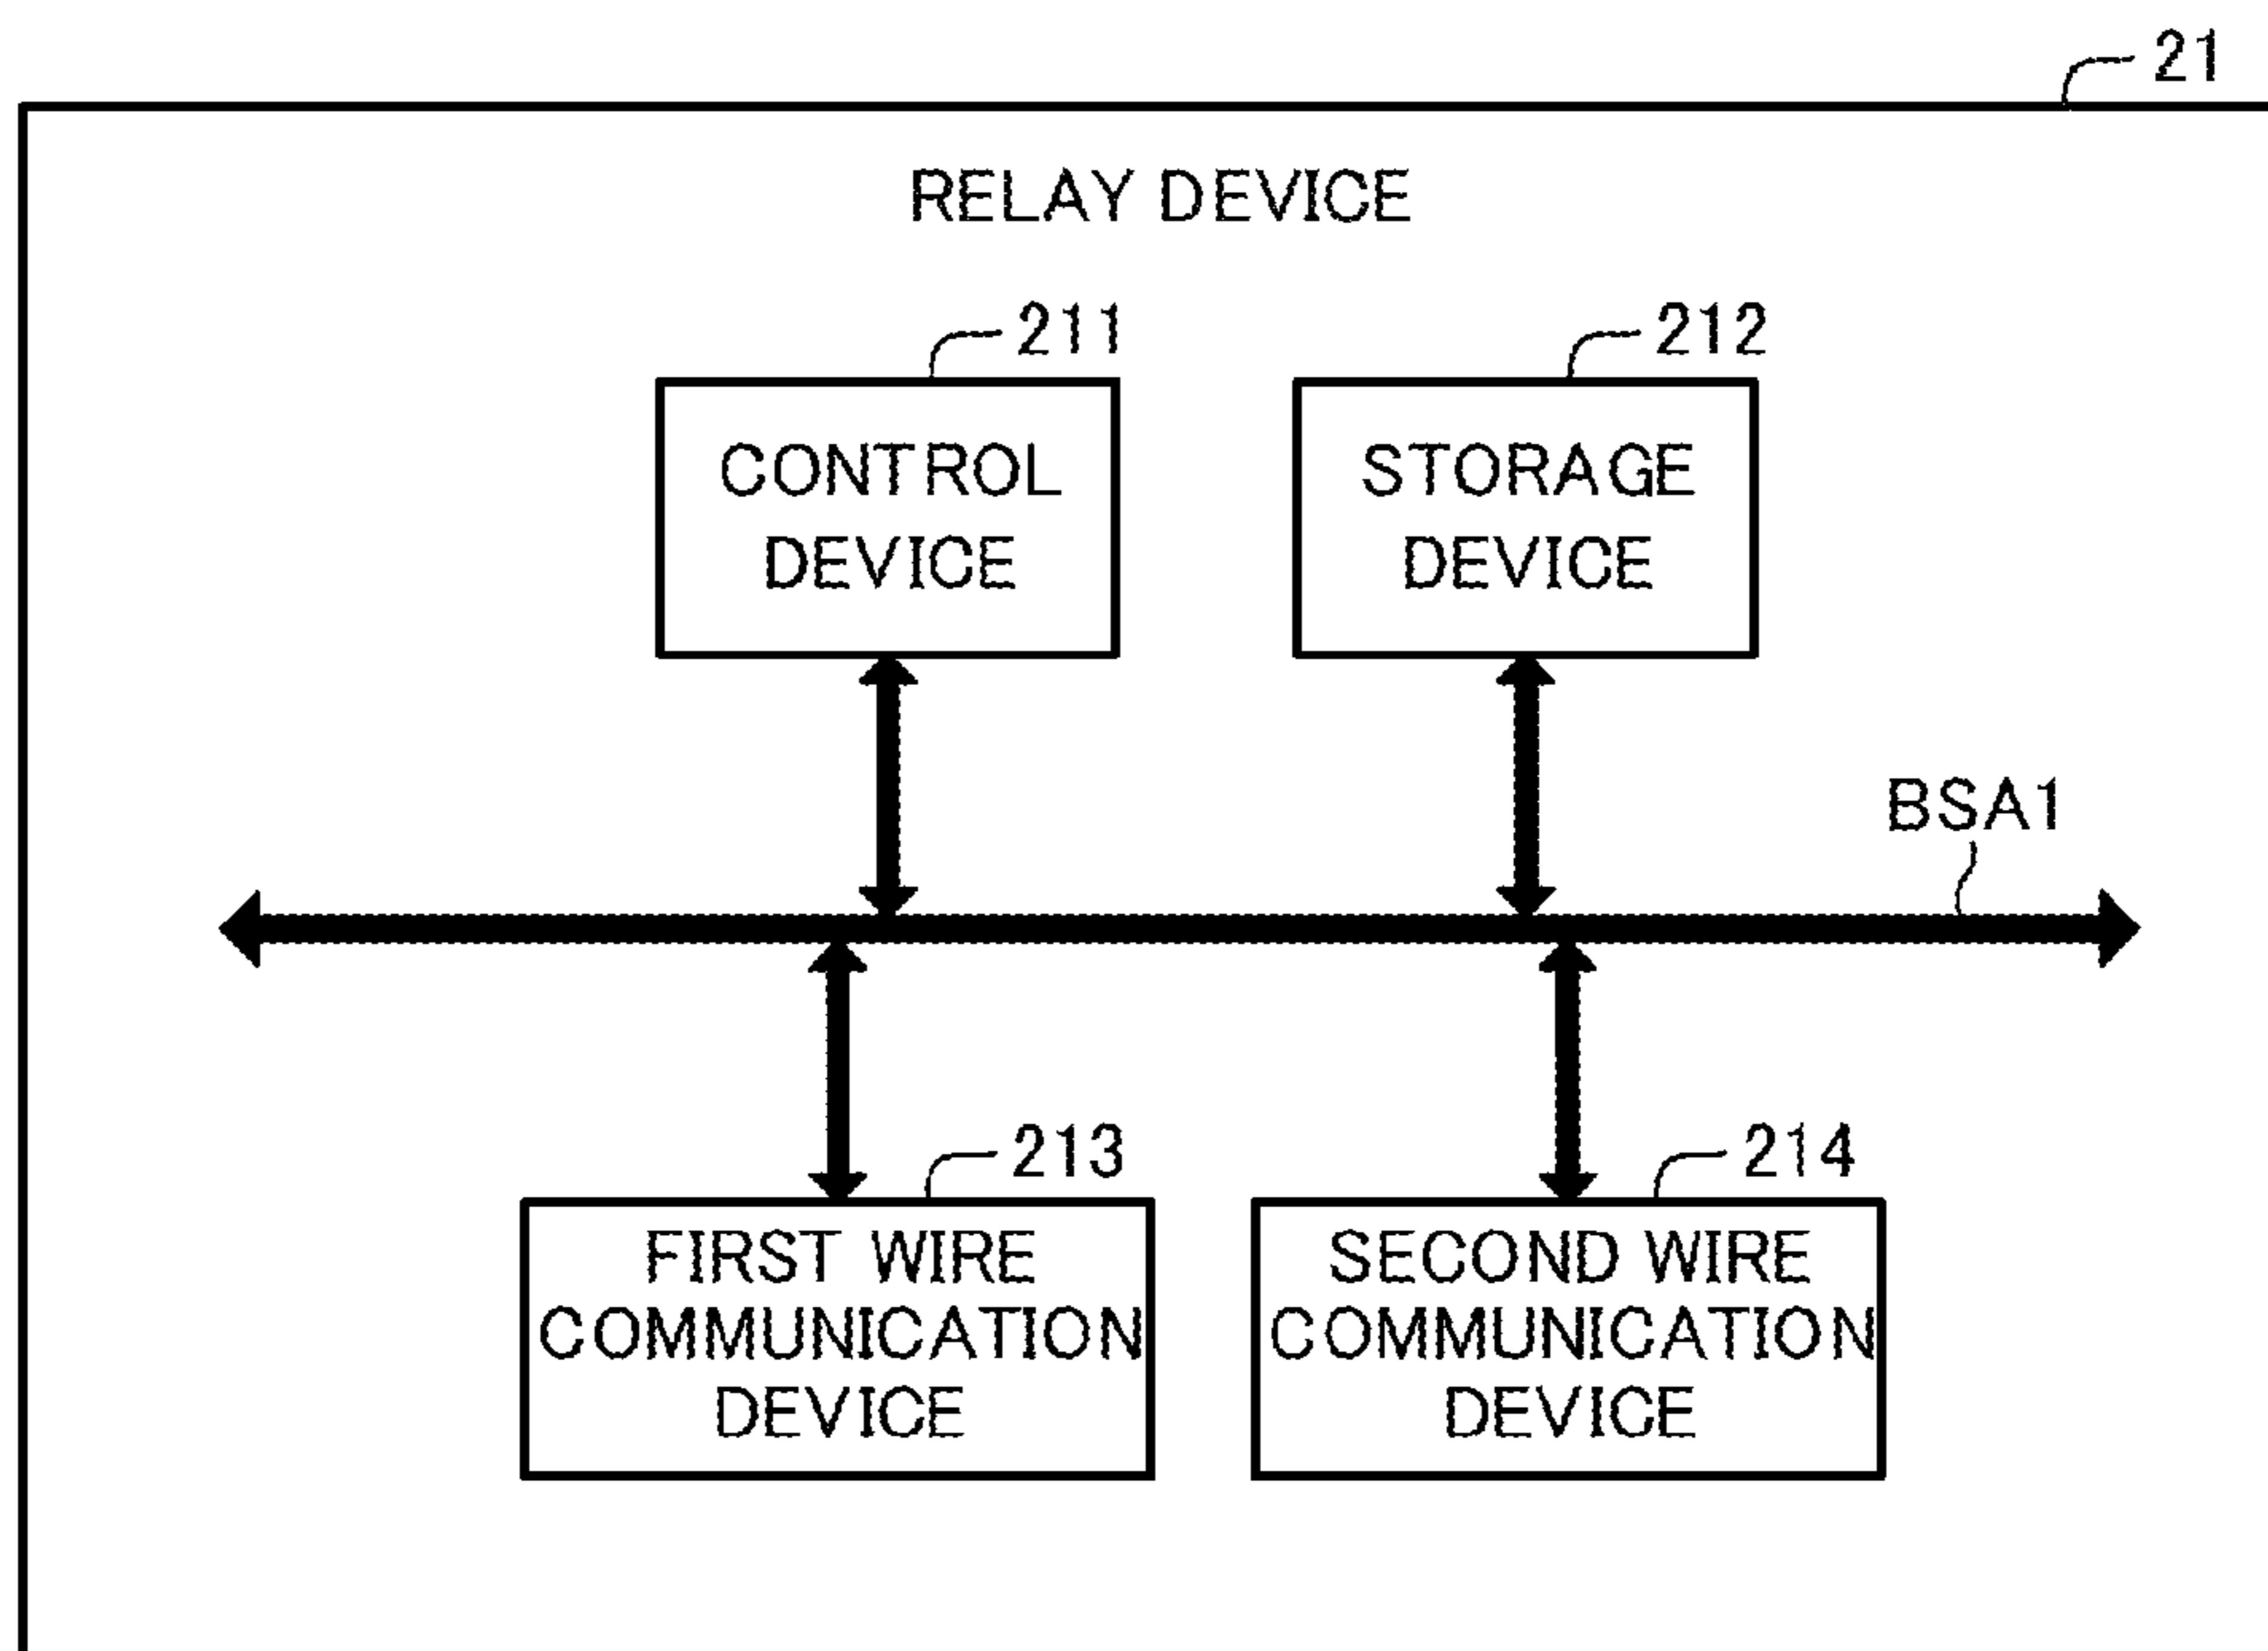 21
RELAY DEVICE
211
212
CONTROL
DEVICE
STORAGE
DEVICE
BSA1
213
214
FIRST WIRE
COMMUNICATION
DEVICE
SECOND WIRE
COMMUNICATION
DEVICE